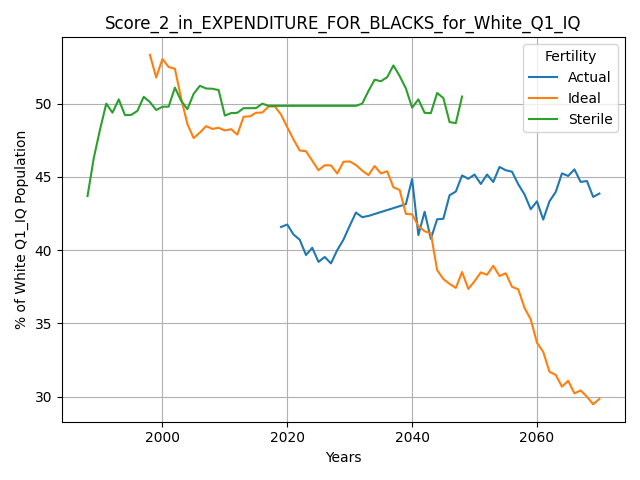 Score_2_in_EXPENDITURE_FOR_BLACKS_for_White_Q1_IQ
Fertility
Actual
Ideal
Sterile
% of White Q1_IQ Population
50
45
40
35
30
2000
2020
2040
2060
Years